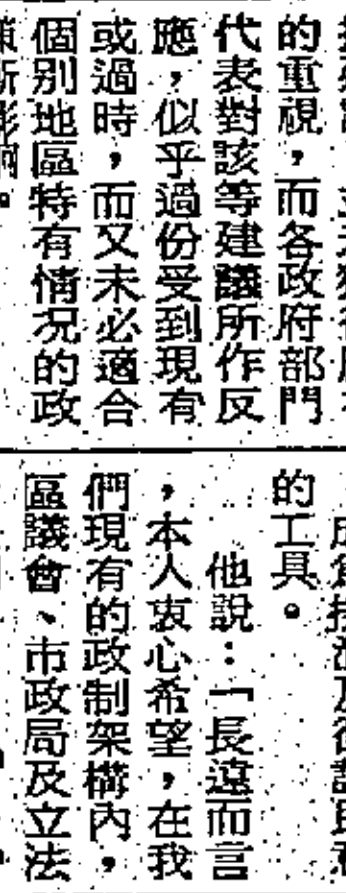 的重視，而各政府部門
代表對該等建議所作反
應，似乎過份受到現有
或過時，而又未必適合
個別地區特有情況的政
的工具。
他說：「長遠而言
，本人衷心希望，在我
們現有的政制架構內，
區議會、市政局及立法